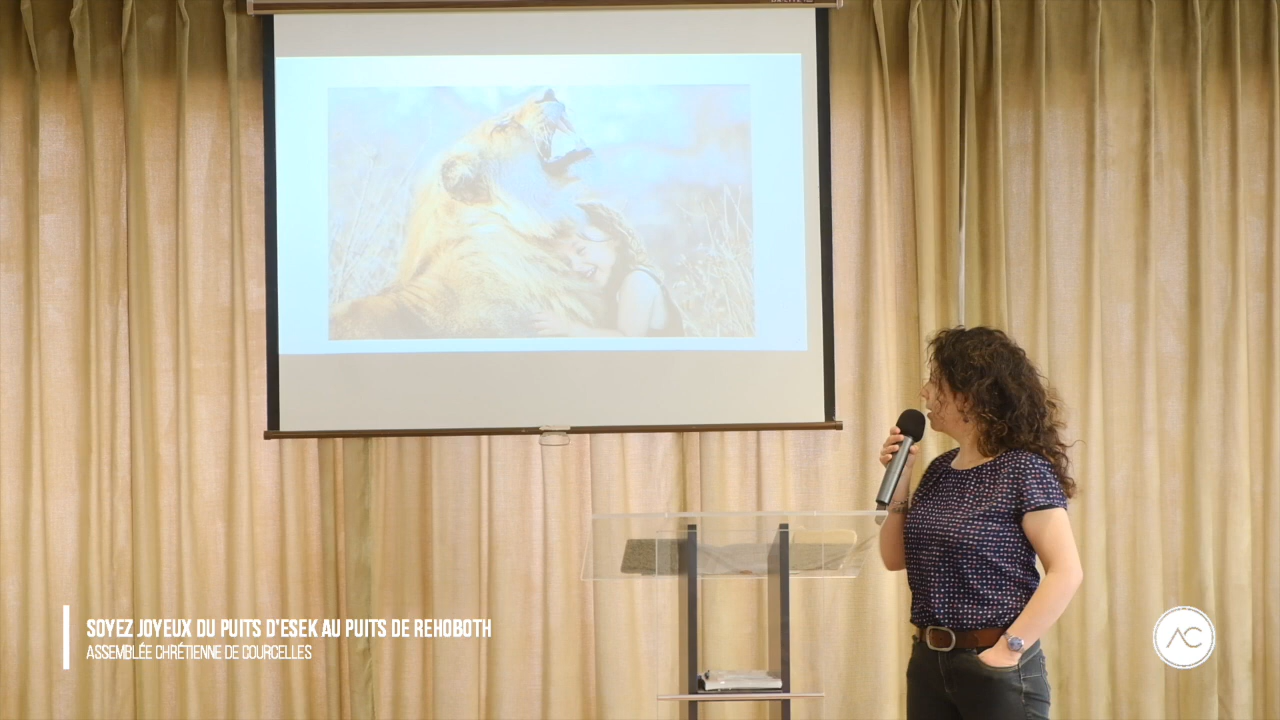 SOYEZ JOYEUX DU PUITS D'ESEK AU PUITS DE REHOBOTH
ASSEMBLÉE CHRÉTIENNE DE COURCELLES
AC